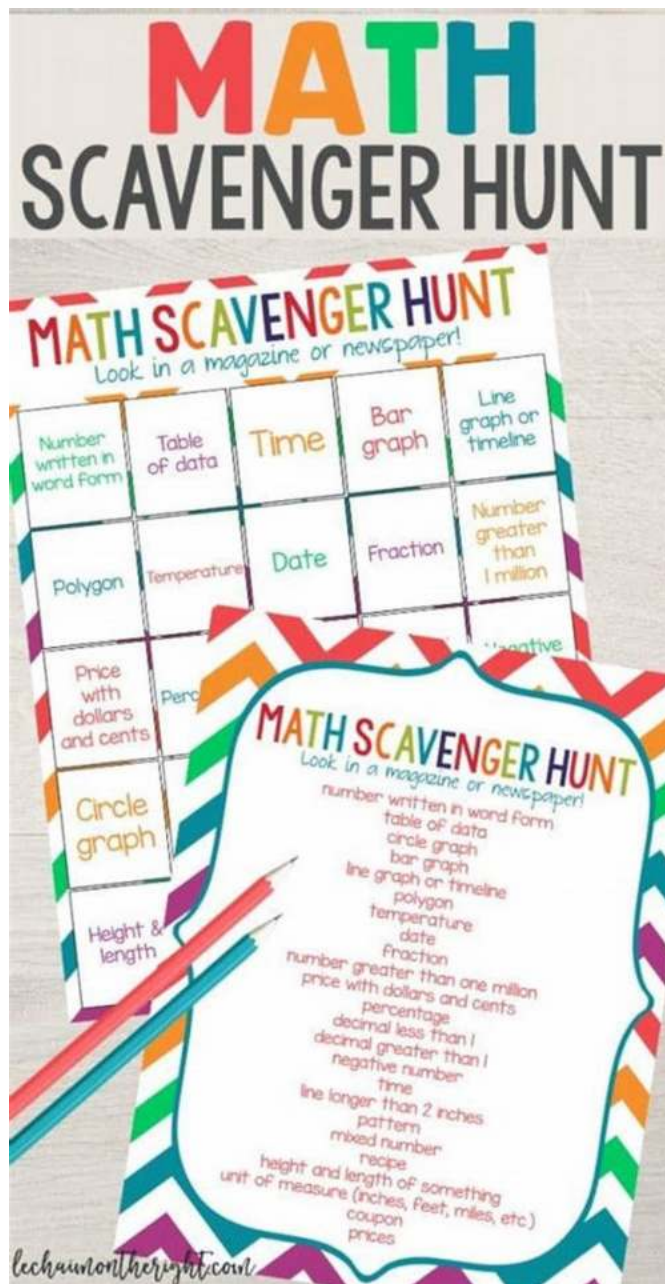 MATH
SCAVENGER HUNT
MATH SCAVENGER HUNT
Look in a magazine or newspaper!
Number
written in
word form
Table
of data
Time
Bar
graph
Line
graph or
timeline
Polygon
Temperature
Date
Fraction
Number
greater
than
1 million
Price
with
dollars
and cents
Perc
Circle
graph
Height &
length
MATH SCAVENGER HUNT
Look in a magazine or newspaper!
number written in word form
table of data
circle graph
bar graph
line graph or timeline
polygon
temperature
date
fraction
number greater than one million
price with dollars and cents
percentage
decimal less than 1
decimal greater than 1
negative number
time
line longer than 2 inches
pattern
mixed number
recipe
height and length of something
unit of measure (inches, feet, miles, etc.)
coupon
prices
lechaimontheright.com